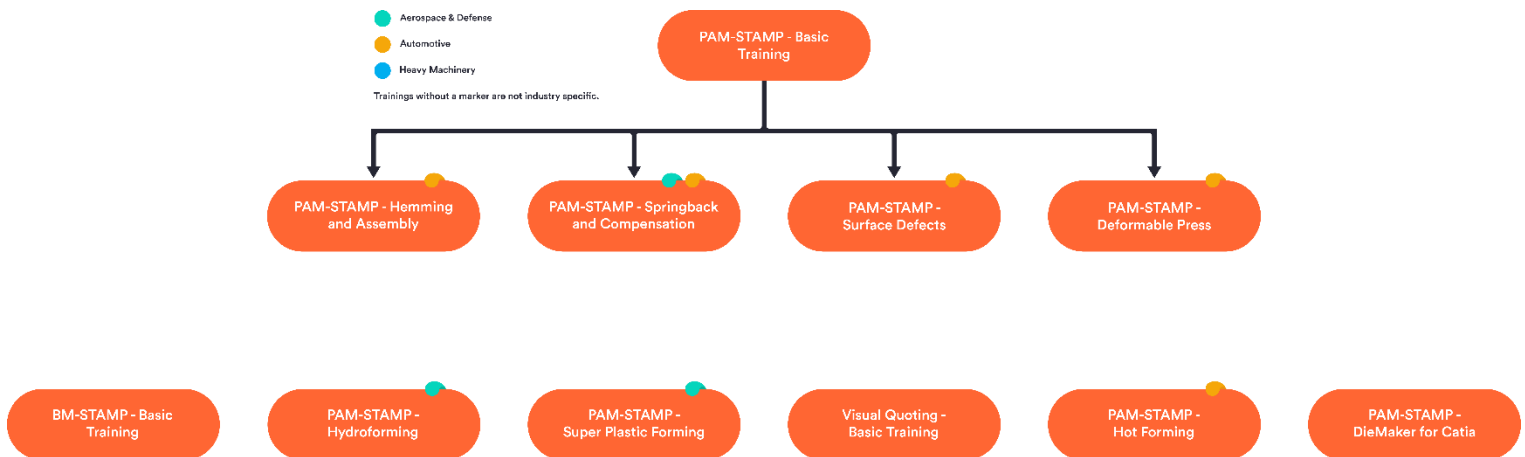 Aerospace & Defense
Automotive
Heavy Machinery
Trainings without a marker are not industry specific.
PAM-STAMP - Basic
Training
PAM-STAMP - Hemming
and Assembly
PAM-STAMP - Springback
and Compensation
PAM-STAMP -
Surface Defects
PAM-STAMP -
Deformable Press
BM-STAMP - Basic
Training
PAM-STAMP -
Hydroforming
PAM-STAMP -
Super Plastic Forming
Visual Quoting -
Basic Training
PAM-STAMP -
Hot Forming
PAM-STAMP -
DieMaker for Catia